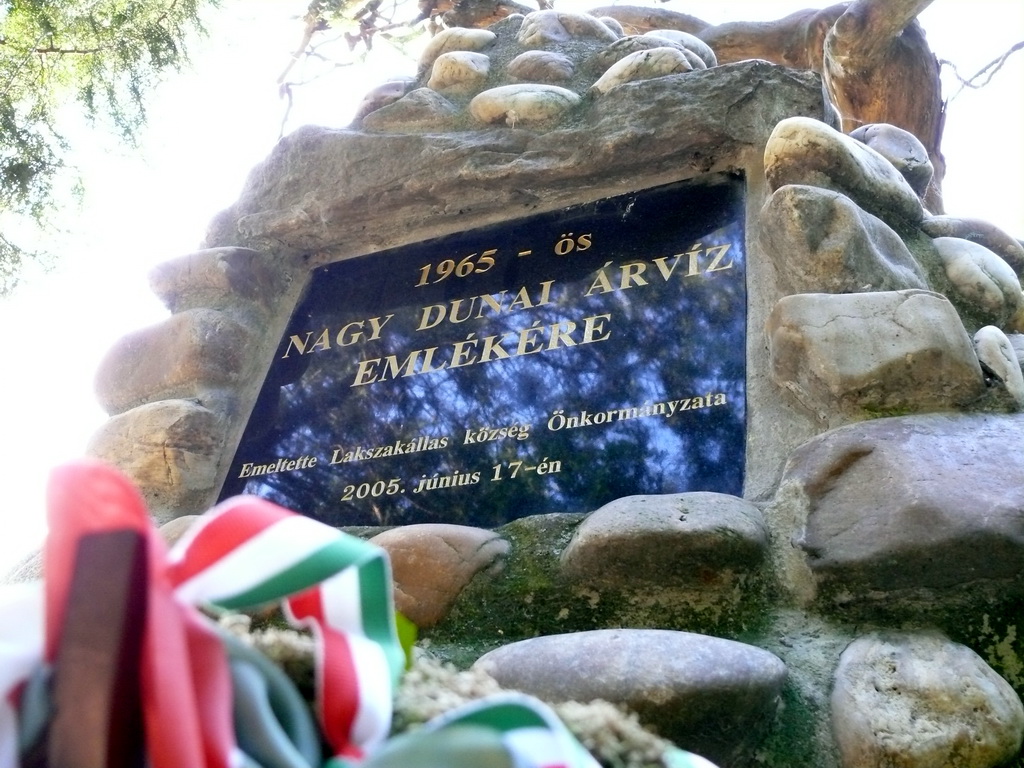 1965 - ös
NAGY DUNAI ÁRVÍZ
EMLÉKÉRE
Emeltette Lakszakállas község Önkormányzata
2005. június 17-én